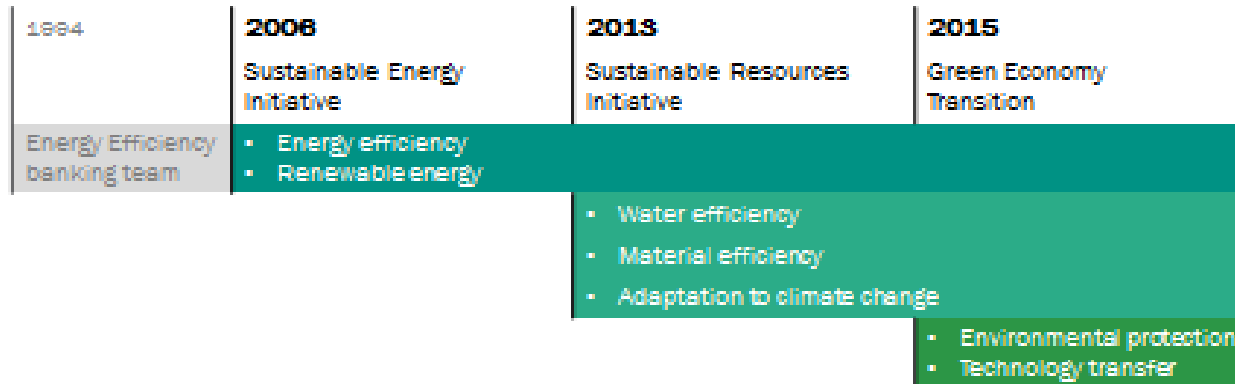 1994
2006
2013
2015
Sustainable Energy
Initiative
Sustainable Resources
Initiative
Green Economy
Transition
Energy Efficiency
banking team
▪ Energy efficiency
▪ Renewable energy
▪ Water efficiency
▪ Material efficiency
▪ Adaptation to climate change
▪ Environmental protection
▪ Technology transfer